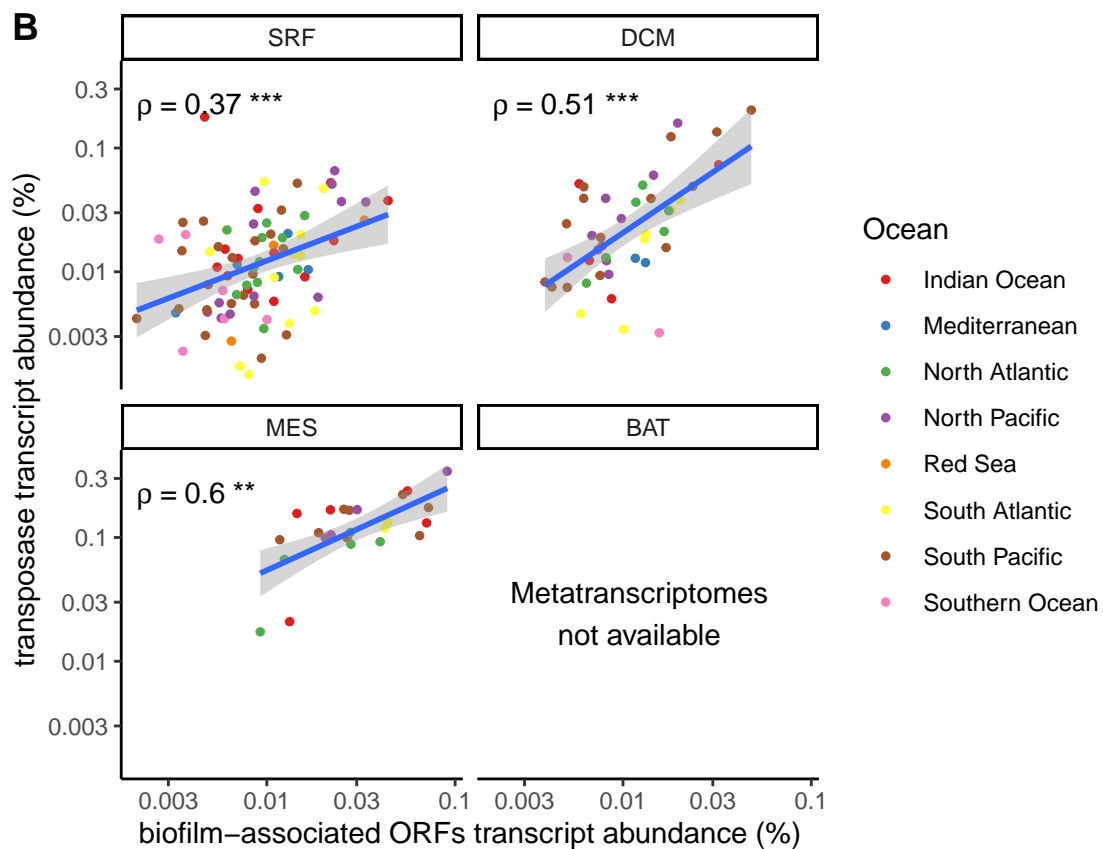 B
SRF
DCM
ρ = 0.37 ***
ρ = 0.51 ***
0.3
0.1
0.03
0.01
0.003
MES
BAT
ρ = 0.6 **
Metatranscriptomes
not available
0.3
0.1
0.03
0.01
0.003
0.003 0.01 0.03 0.1
0.003 0.01 0.03 0.1
biofilm−associated ORFs transcript abundance (%)
transposase transcript abundance (%)
Ocean
Indian Ocean
Mediterranean
North Atlantic
North Pacific
Red Sea
South Atlantic
South Pacific
Southern Ocean